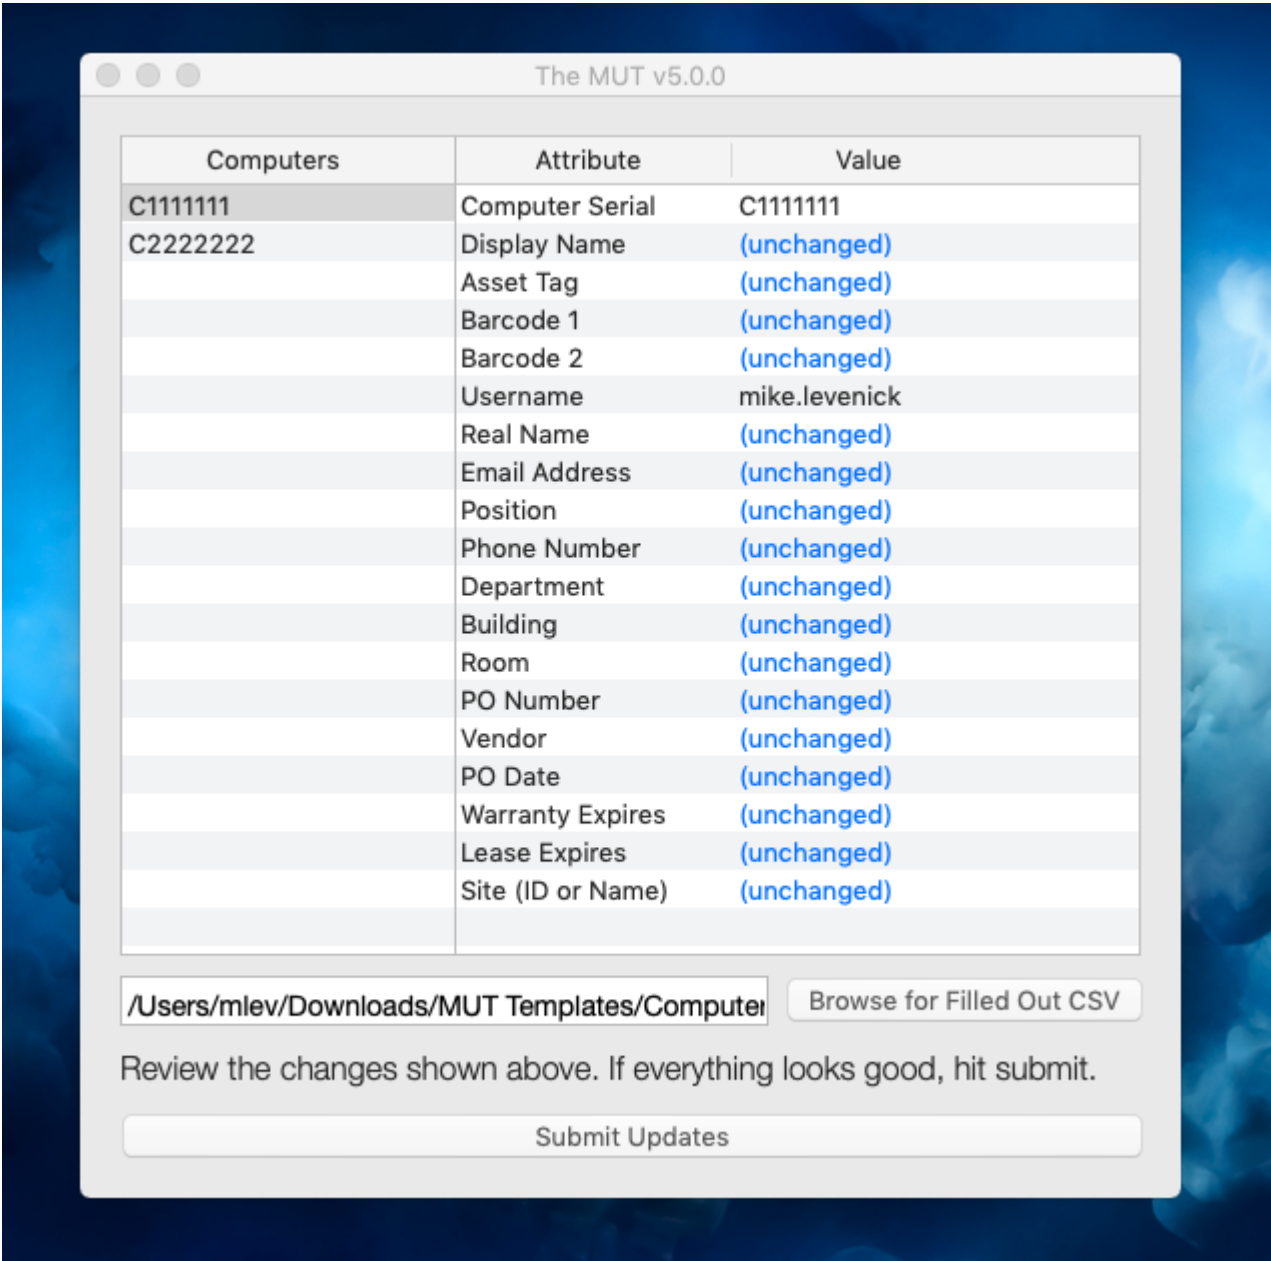 The MUT v5.0.0
Computers Attribute Value
C1111111 Computer Serial C1111111
C2222222 Display Name (unchanged)
Asset Tag (unchanged)
Barcode 1 (unchanged)
Barcode 2 (unchanged)
Username mike.levenick
Real Name (unchanged)
Email Address (unchanged)
Position (unchanged)
Phone Number (unchanged)
Department (unchanged)
Building (unchanged)
Room (unchanged)
PO Number (unchanged)
Vendor (unchanged)
PO Date (unchanged)
Warranty Expires (unchanged)
Lease Expires (unchanged)
Site (ID or Name) (unchanged)
/Users/mlev/Downloads/MUT Templates/Computer Browse for Filled Out CSV
Review the changes shown above. If everything looks good, hit submit.
Submit Updates